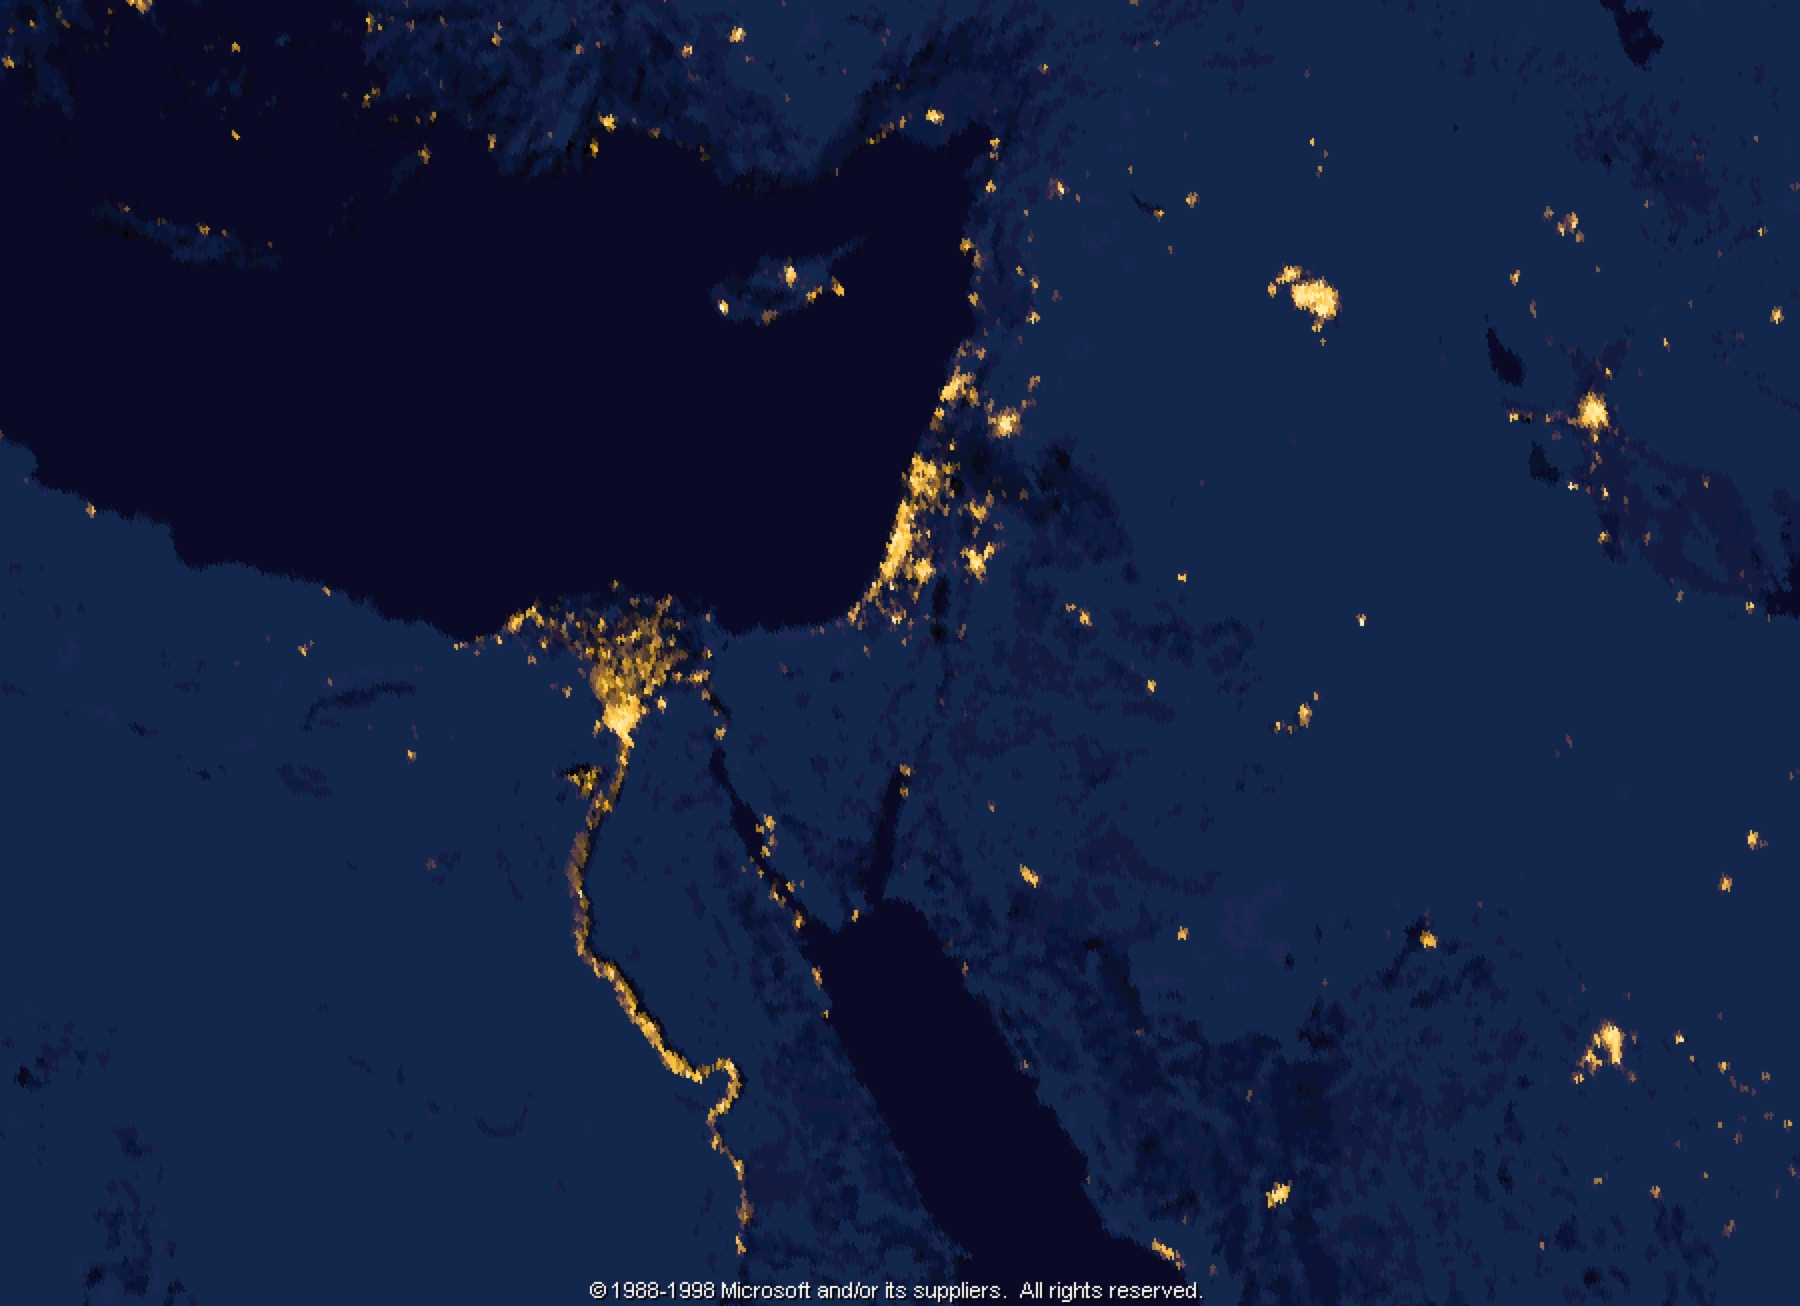 © 1988-1998 Microsoft and/or its suppliers.  All rights reserved.